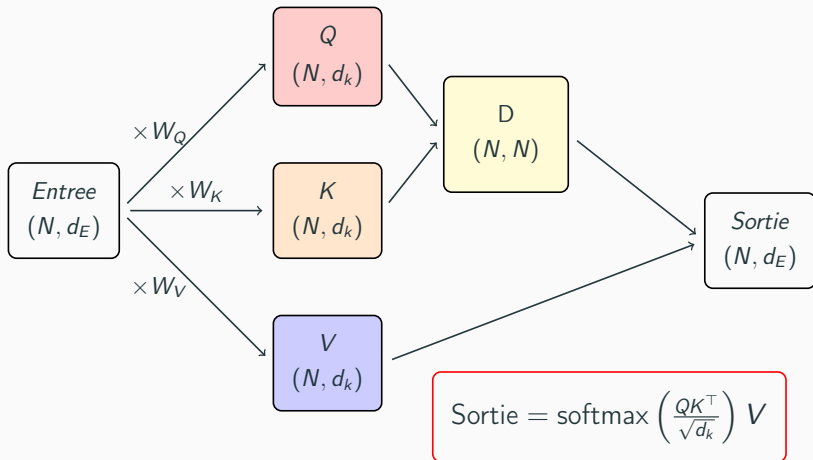 Q
(N, d_k)
×W_Q
D
(N, N)
Entree
(N, d_E)
×W_K
K
(N, d_k)
Sortie
(N, d_E)
×W_V
V
(N, d_k)
Sortie = softmax (QK^⊤ / √d_k) V